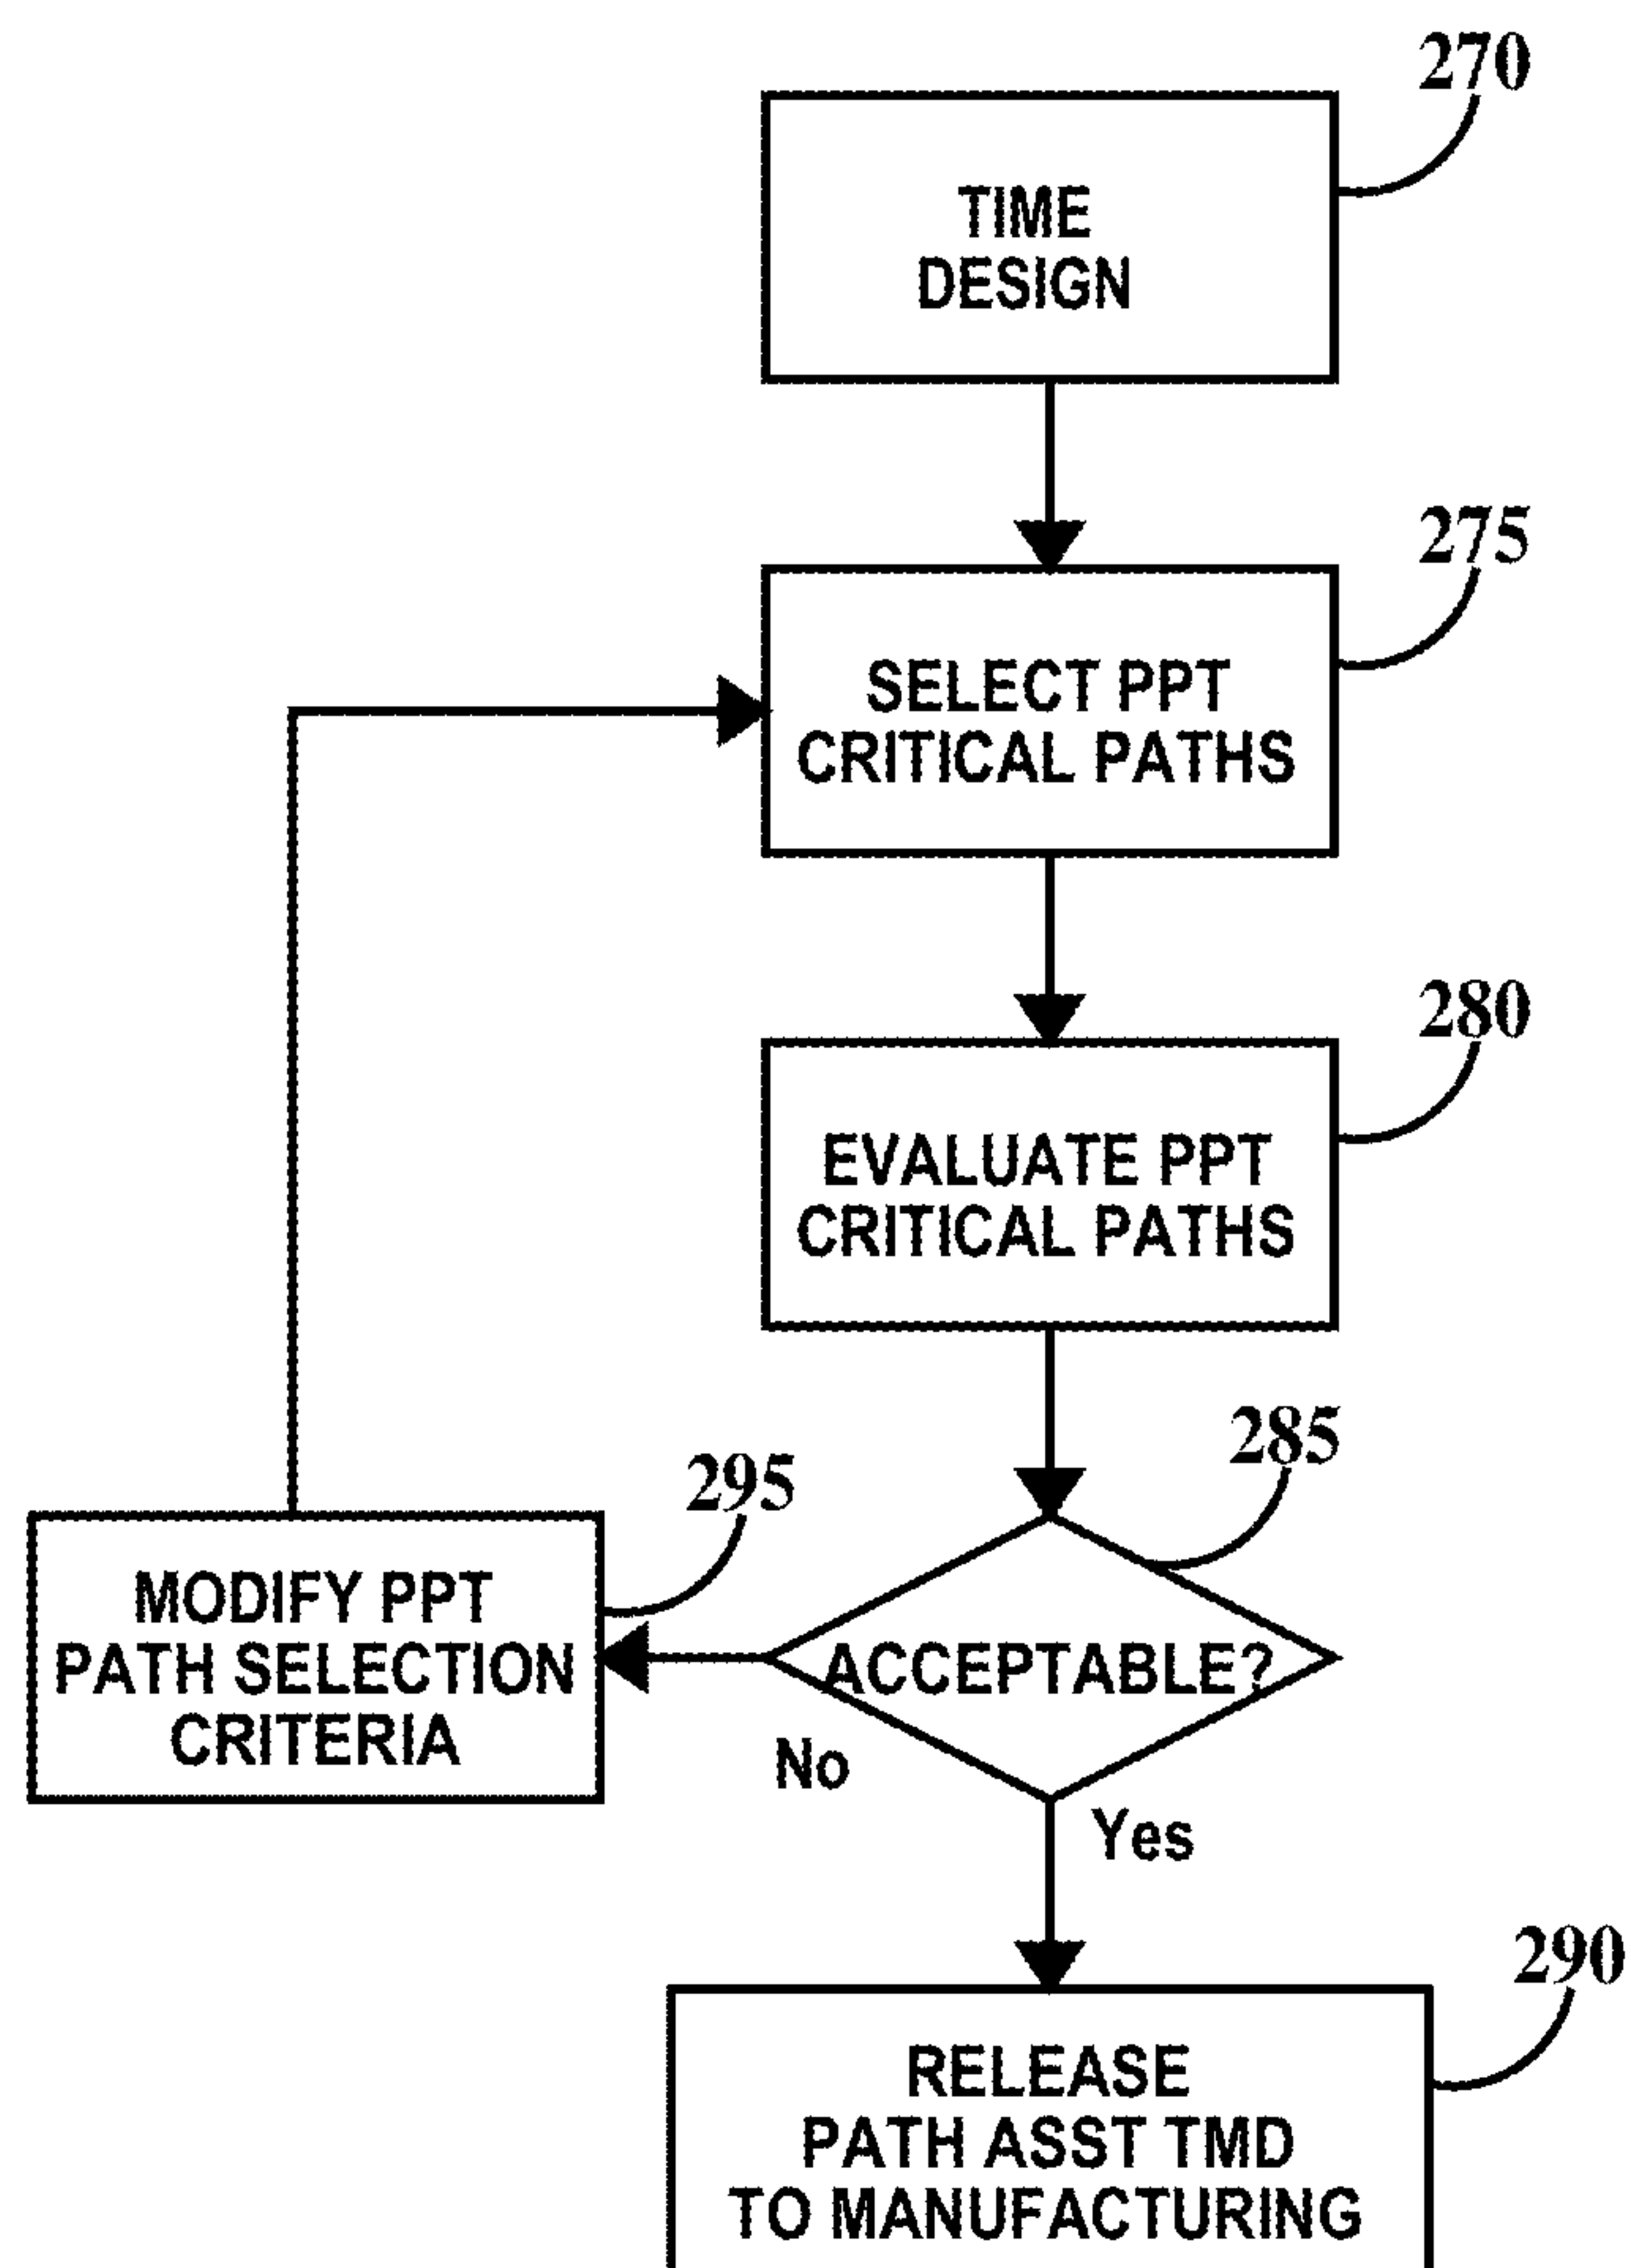 270
TIME
DESIGN
275
SELECT PPT
CRITICAL PATHS
280
EVALUATE PPT
CRITICAL PATHS
285
295
MODIFY PPT
PATH SELECTION
CRITERIA
ACCEPTABLE?
No
Yes
290
RELEASE
PATH ASST TMD
TO MANUFACTURING